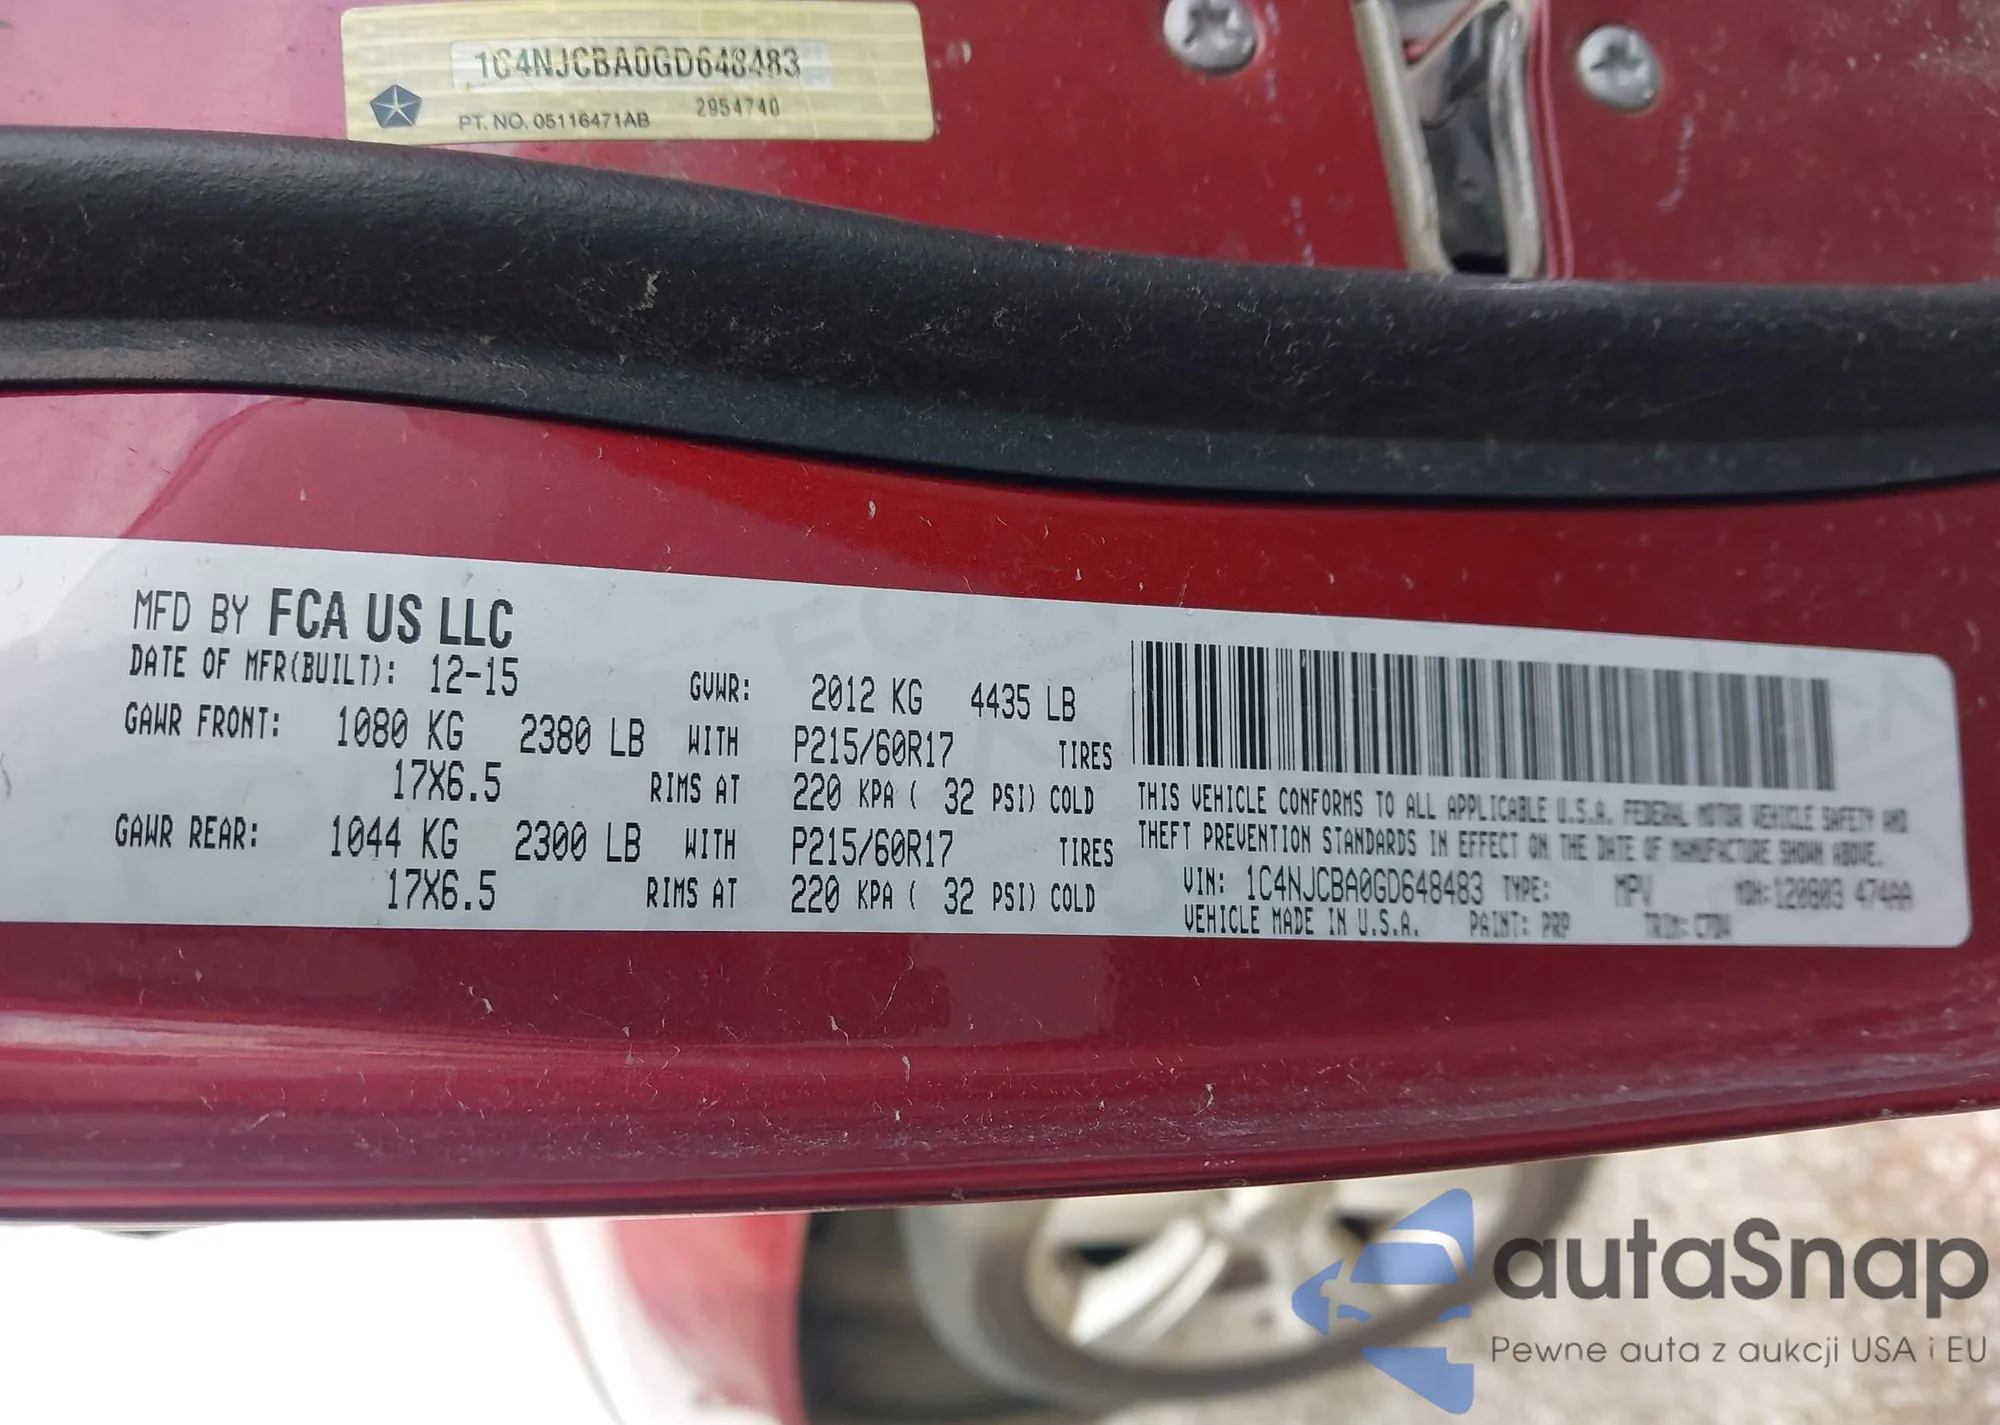 1C4NJCBA0GD648483
PT. NO. 05116471AB 2954740
MFD BY FCA US LLC
DATE OF MFR(BUILT): 12-15 GVWR: 2012 KG 4435 LB
GAWR FRONT: 1080 KG 2380 LB WITH P215/60R17 TIRES
17X6.5 RIMS AT 220 KPA ( 32 PSI) COLD
GAWR REAR: 1044 KG 2300 LB WITH P215/60R17 TIRES
17X6.5 RIMS AT 220 KPA ( 32 PSI) COLD
THIS VEHICLE CONFORMS TO ALL APPLICABLE U.S.A. FEDERAL MOTOR VEHICLE SAFETY AND
THEFT PREVENTION STANDARDS IN EFFECT ON THE DATE OF MANUFACTURE SHOWN ABOVE.
VIN: 1C4NJCBA0GD648483 TYPE: MPV MDH: 120803 474AA
VEHICLE MADE IN U.S.A. PAINT: PRP TRIM:
autaSnap
Pewne auta z aukcji USA i EU